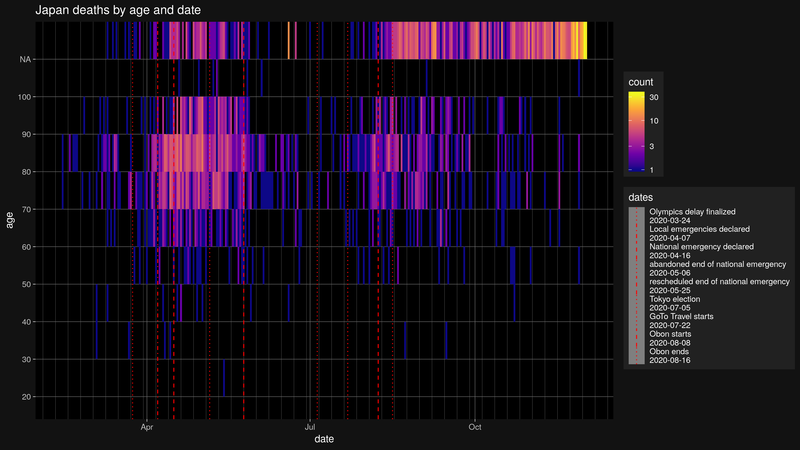 Japan deaths by age and date
NA
100
90
80
70
60
50
40
30
20
age
Apr
Jul
Oct
date
count
30
10
3
1
dates
Olympics delay finalized
2020-03-24
Local emergencies declared
2020-04-07
National emergency declared
2020-04-16
abandoned end of national emergency
2020-05-06
rescheduled end of national emergency
2020-05-25
Tokyo election
2020-07-05
GoTo Travel starts
2020-07-22
Obon starts
2020-08-08
Obon ends
2020-08-16